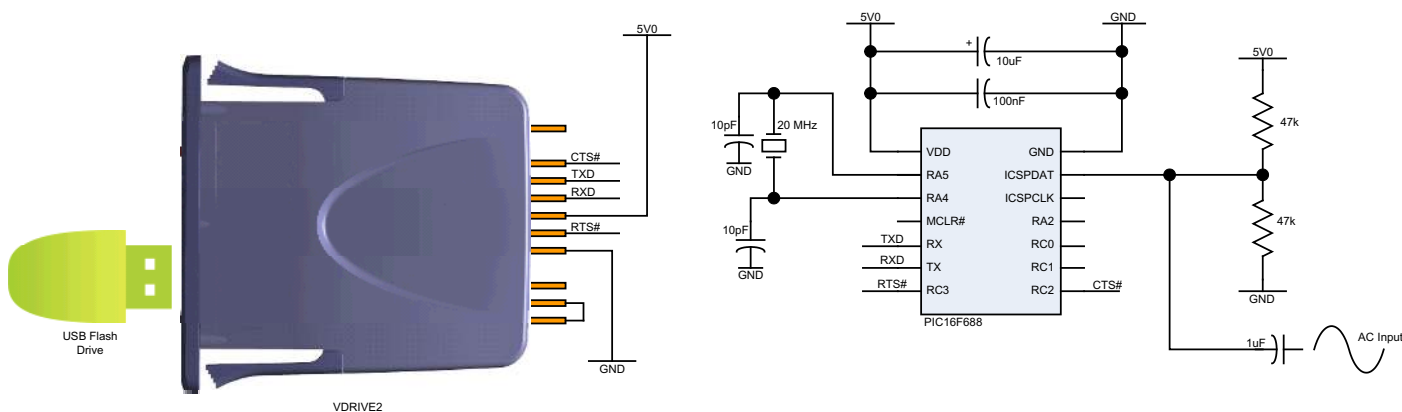 5V0
CTS#
TXD
RXD
RTS#
GND
USB Flash
Drive
VDRIVE2
5V0
GND
+
10uF
100nF
10pF
20 MHz
GND
10pF
GND
VDD
RA5
RA4
MCLR#
RX
TX
RC3
GND
ICSPDAT
ICSPCLK
RA2
RC0
RC1
RC2
TXD
RXD
RTS#
CTS#
PIC16F688
5V0
47k
47k
GND
1uF
AC Input